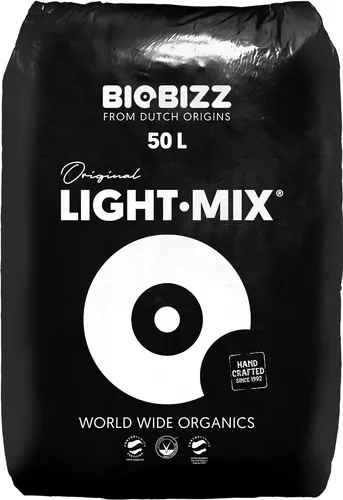 BIOBIZZ
FROM DUTCH ORIGINS
50 L
Original
LIGHT•MIX®
HAND
CRAFTED
SINCE 1992
WORLD WIDE ORGANICS